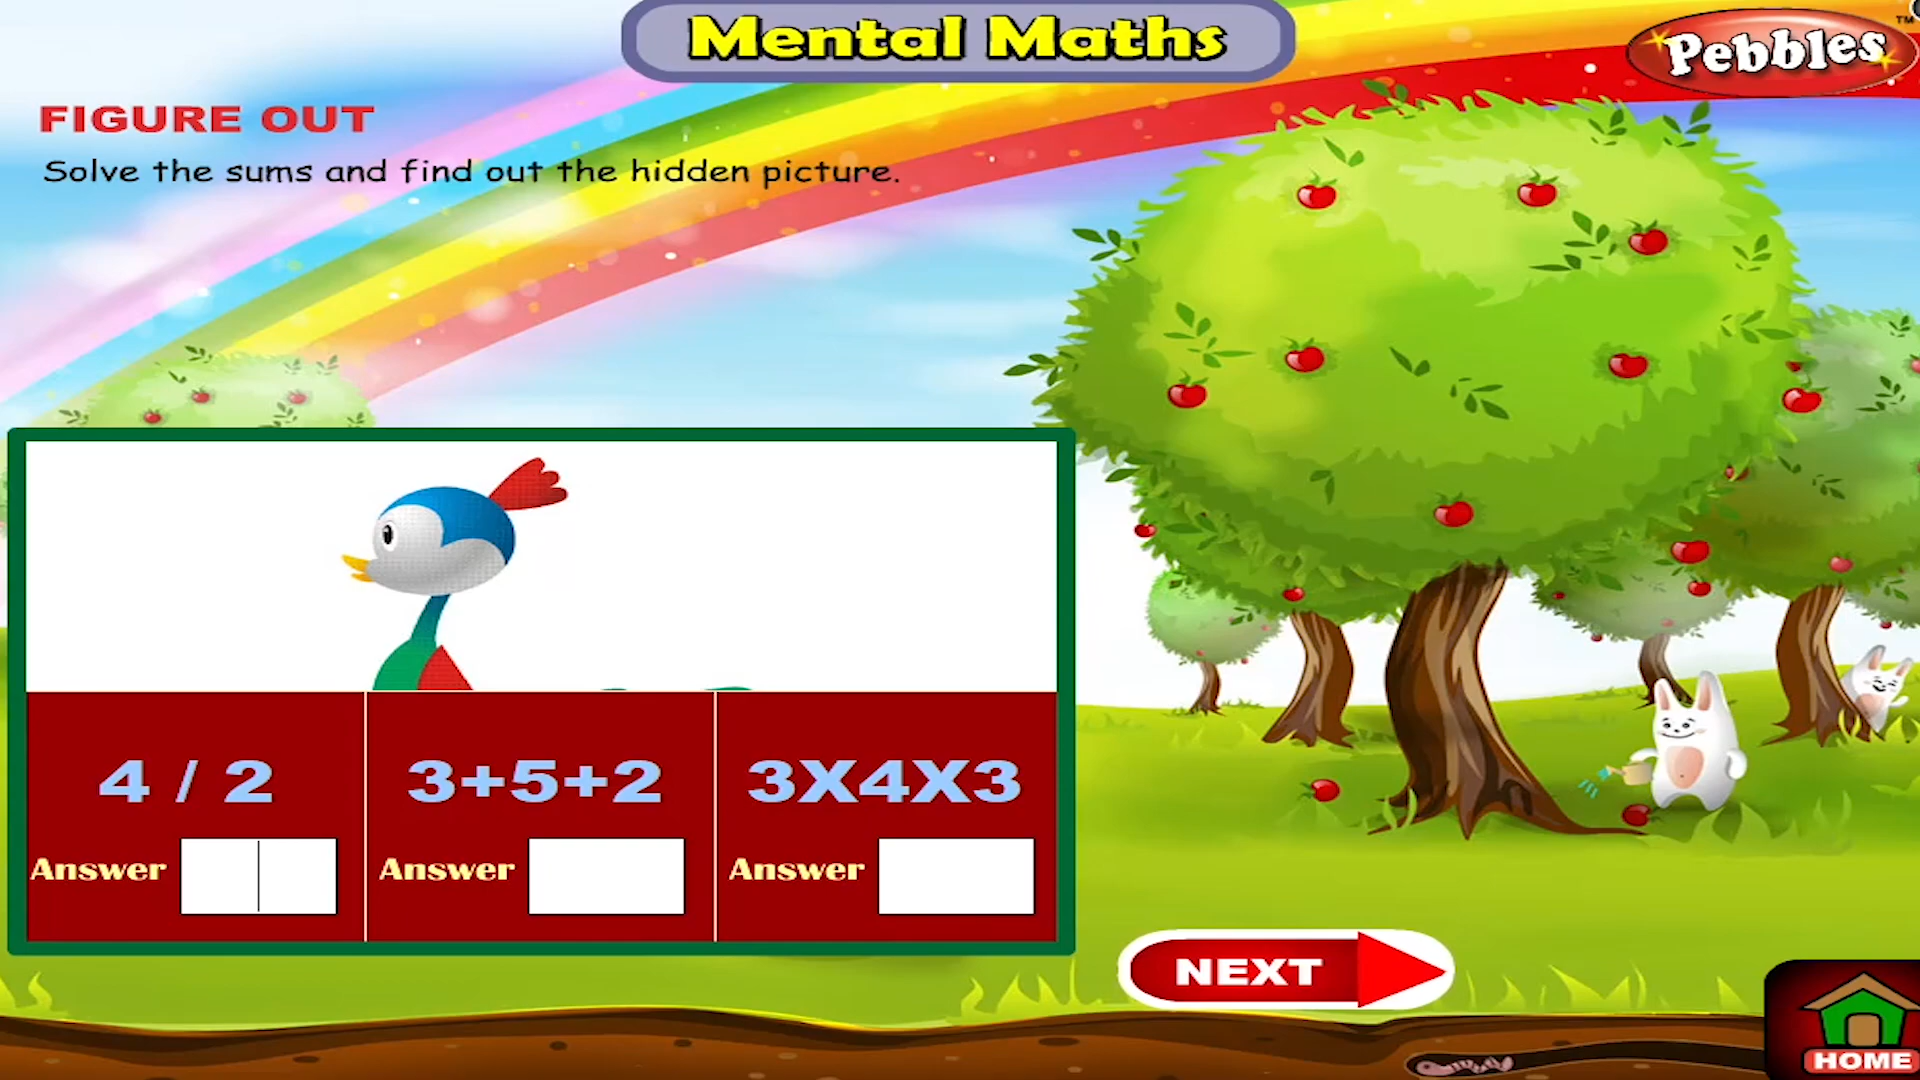 Mental Maths
Pebbles™
FIGURE OUT
Solve the sums and find out the hidden picture.
4 / 2
3+5+2
3X4X3
Answer
Answer
Answer
NEXT
HOME